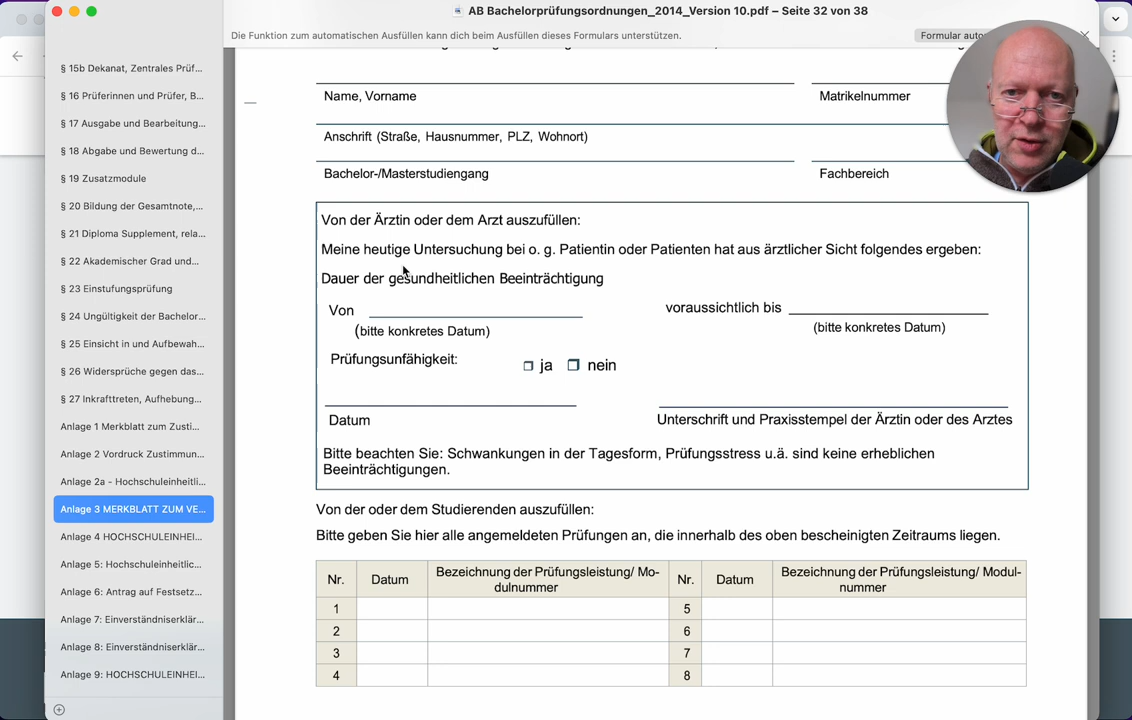 AB Bachelorprüfungsordnungen_2014_Version 10.pdf – Seite 32 von 38
Die Funktion zum automatischen Ausfüllen kann dich beim Ausfüllen dieses Formulars unterstützen.
Formular
§ 15b Dekanat, Zentrales Prüf...
§ 16 Prüferinnen und Prüfer, B...
§ 17 Ausgabe und Bearbeitung...
§ 18 Abgabe und Bewertung d...
§ 19 Zusatzmodule
§ 20 Bildung der Gesamtnote,...
§ 21 Diploma Supplement, rela...
§ 22 Akademischer Grad und...
§ 23 Einstufungsprüfung
§ 24 Ungültigkeit der Bachelor...
§ 25 Einsicht in und Aufbewah...
§ 26 Widersprüche gegen das...
§ 27 Inkrafttreten, Aufhebung...
Anlage 1 Merkblatt zum Zusti...
Anlage 2 Vordruck Zustimmun...
Anlage 2a - Hochschuleinheitli...
Anlage 3 MERKBLATT ZUM VE...
Anlage 4 HOCHSCHULEINHEI...
Anlage 5: Hochschuleinheitlic...
Anlage 6: Antrag auf Festsetz...
Anlage 7: Einverständniserklär...
Anlage 8: Einverständniserklär...
Anlage 9: HOCHSCHULEINHEI...
Name, Vorname Matrikelnummer
Anschrift (Straße, Hausnummer, PLZ, Wohnort)
Bachelor-/Masterstudiengang Fachbereich
Von der Ärztin oder dem Arzt auszufüllen:
Meine heutige Untersuchung bei o. g. Patientin oder Patienten hat aus ärztlicher Sicht folgendes ergeben:
Dauer der gesundheitlichen Beeinträchtigung
Von voraussichtlich bis
(bitte konkretes Datum) (bitte konkretes Datum)
Prüfungsunfähigkeit: ja nein
Datum Unterschrift und Praxisstempel der Ärztin oder des Arztes
Bitte beachten Sie: Schwankungen in der Tagesform, Prüfungsstress u.ä. sind keine erheblichen
Beeinträchtigungen.
Von der oder dem Studierenden auszufüllen:
Bitte geben Sie hier alle angemeldeten Prüfungen an, die innerhalb des oben bescheinigten Zeitraums liegen.
Nr. Datum Bezeichnung der Prüfungsleistung/ Mo-
dulnummer Nr. Datum Bezeichnung der Prüfungsleistung/ Modul-
nummer
1 5
2 6
3 7
4 8